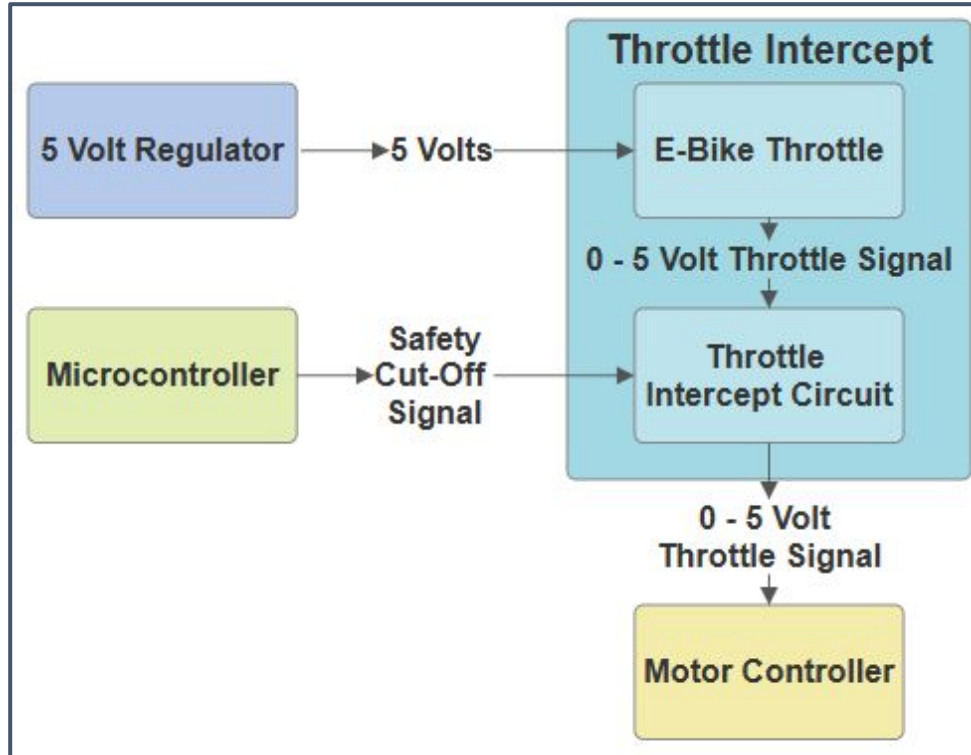 Throttle Intercept
5 Volt Regulator
5 Volts
E-Bike Throttle
0 - 5 Volt Throttle Signal
Microcontroller
Safety
Cut-Off
Signal
Throttle
Intercept Circuit
0 - 5 Volt
Throttle Signal
Motor Controller